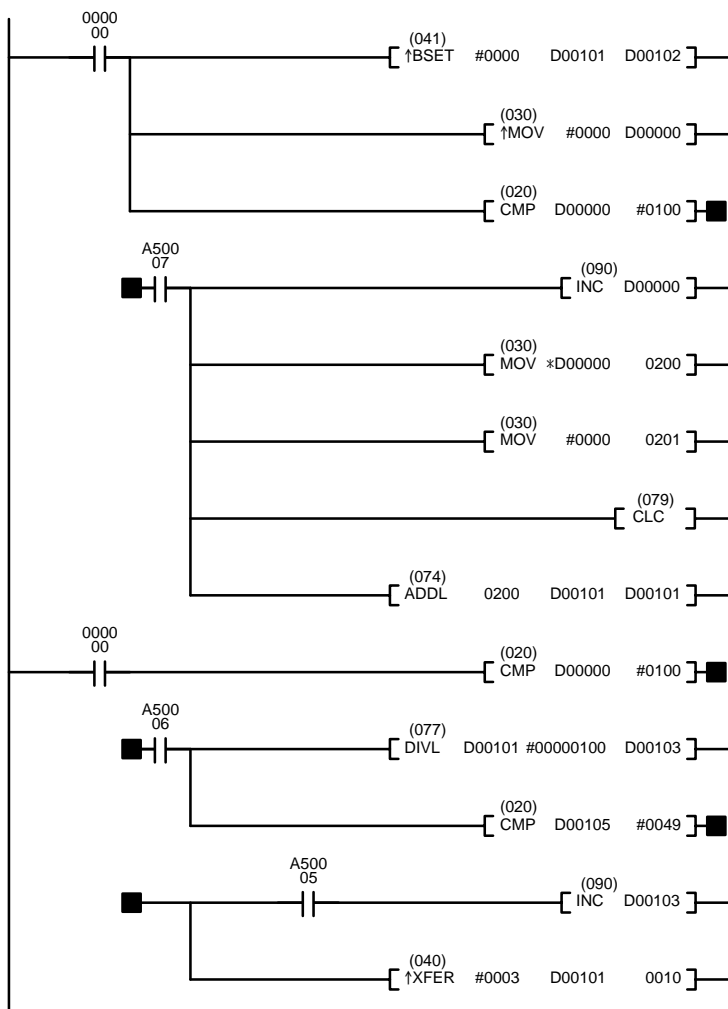 0000
00
(041)
↑BSET #0000 D00101 D00102
(030)
↑MOV #0000 D00000
(020)
CMP D00000 #0100
A500
07
(090)
INC D00000
(030)
MOV *D00000 0200
(030)
MOV #0000 0201
(079)
CLC
(074)
ADDL 0200 D00101 D00101
0000
00
(020)
CMP D00000 #0100
A500
06
(077)
DIVL D00101 #00000100 D00103
(020)
CMP D00105 #0049
A500
05
(090)
INC D00103
(040)
↑XFER #0003 D00101 0010